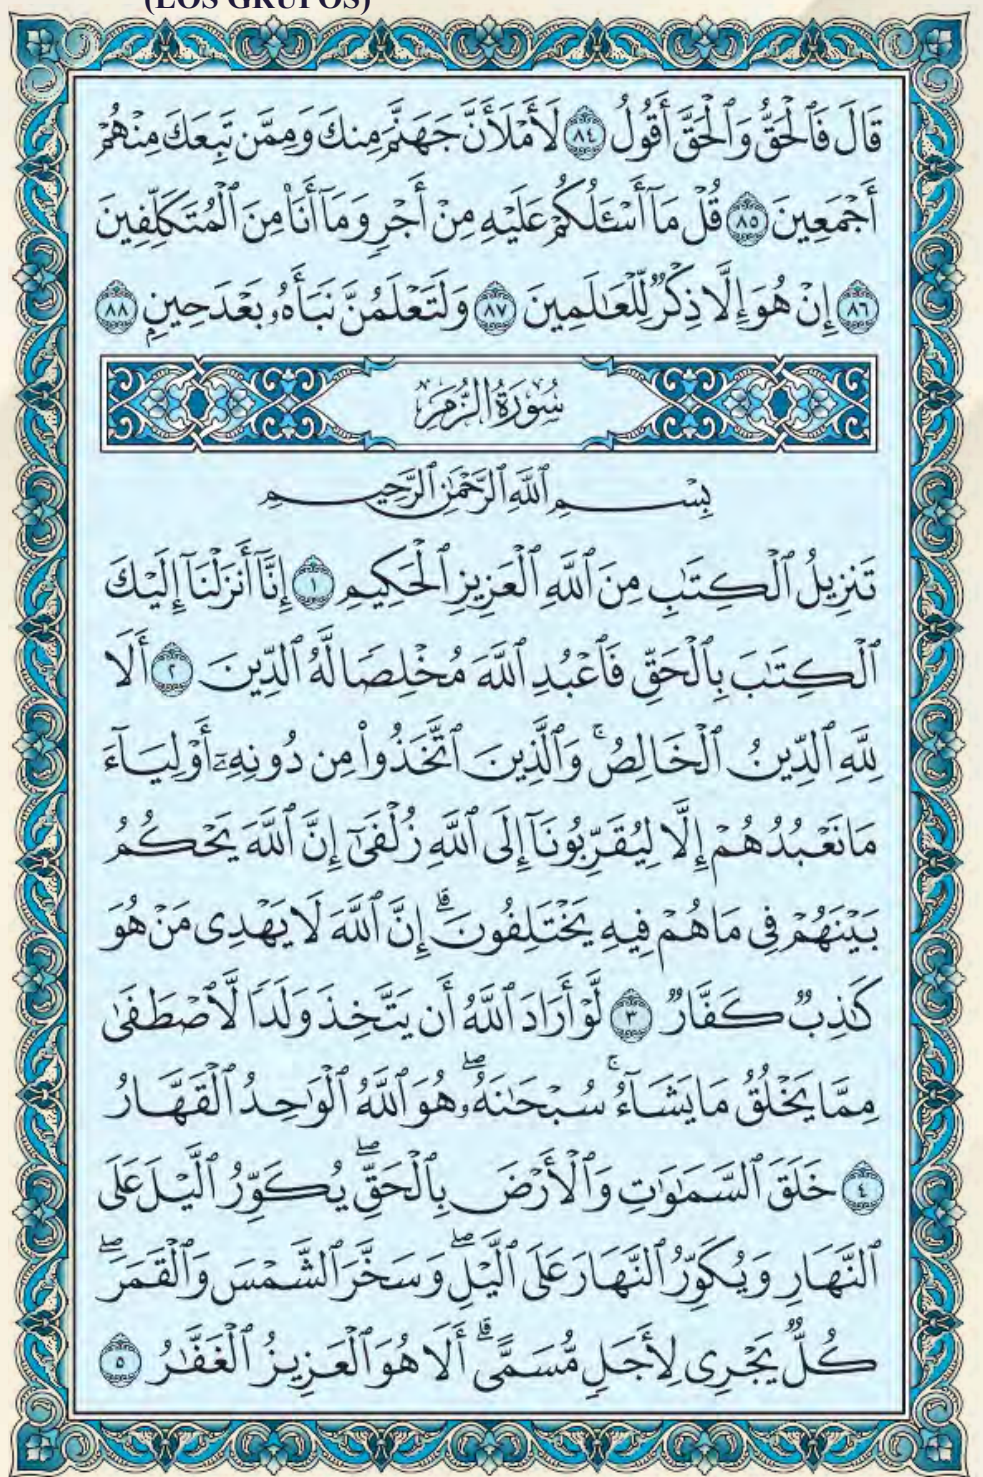 (LOS GRUPOS)
قَالَ فَٱلْحَقُّ وَٱلْحَقَّ أَقُولُ ٨٤ لَأَمْلَأَنَّ جَهَنَّمَ مِنكَ وَمِمَّن تَبِعَكَ مِنْهُمْ
أَجْمَعِينَ ٨٥ قُلْ مَآ أَسْـَٔلُكُمْ عَلَيْهِ مِنْ أَجْرٍ وَمَآ أَنَا۠ مِنَ ٱلْمُتَكَلِّفِينَ
٨٦ إِنْ هُوَ إِلَّا ذِكْرٌ لِّلْعَٰلَمِينَ ٨٧ وَلَتَعْلَمُنَّ نَبَأَهُۥ بَعْدَ حِينٍۭ ٨٨
سُورَةُ الزُّمَرِ
بِسْمِ ٱللَّهِ ٱلرَّحْمَٰنِ ٱلرَّحِيمِ
تَنزِيلُ ٱلْكِتَٰبِ مِنَ ٱللَّهِ ٱلْعَزِيزِ ٱلْحَكِيمِ ١ إِنَّآ أَنزَلْنَآ إِلَيْكَ
ٱلْكِتَٰبَ بِٱلْحَقِّ فَٱعْبُدِ ٱللَّهَ مُخْلِصًا لَّهُ ٱلدِّينَ ٢ أَلَا
لِلَّهِ ٱلدِّينُ ٱلْخَالِصُ ۚ وَٱلَّذِينَ ٱتَّخَذُوا۟ مِن دُونِهِۦٓ أَوْلِيَآءَ
مَا نَعْبُدُهُمْ إِلَّا لِيُقَرِّبُونَآ إِلَى ٱللَّهِ زُلْفَىٰٓ إِنَّ ٱللَّهَ يَحْكُمُ
بَيْنَهُمْ فِى مَا هُمْ فِيهِ يَخْتَلِفُونَ ۗ إِنَّ ٱللَّهَ لَا يَهْدِى مَنْ هُوَ
كَٰذِبٌ كَفَّارٌ ٣ لَّوْ أَرَادَ ٱللَّهُ أَن يَتَّخِذَ وَلَدًا لَّٱصْطَفَىٰ
مِمَّا يَخْلُقُ مَا يَشَآءُ ۚ سُبْحَٰنَهُۥ ۖ هُوَ ٱللَّهُ ٱلْوَٰحِدُ ٱلْقَهَّارُ
٤ خَلَقَ ٱلسَّمَٰوَٰتِ وَٱلْأَرْضَ بِٱلْحَقِّ ۖ يُكَوِّرُ ٱلَّيْلَ عَلَى
ٱلنَّهَارِ وَيُكَوِّرُ ٱلنَّهَارَ عَلَى ٱلَّيْلِ ۖ وَسَخَّرَ ٱلشَّمْسَ وَٱلْقَمَرَ ۖ
كُلٌّ يَجْرِى لِأَجَلٍ مُّسَمًّى ۗ أَلَا هُوَ ٱلْعَزِيزُ ٱلْغَفَّٰرُ ٥